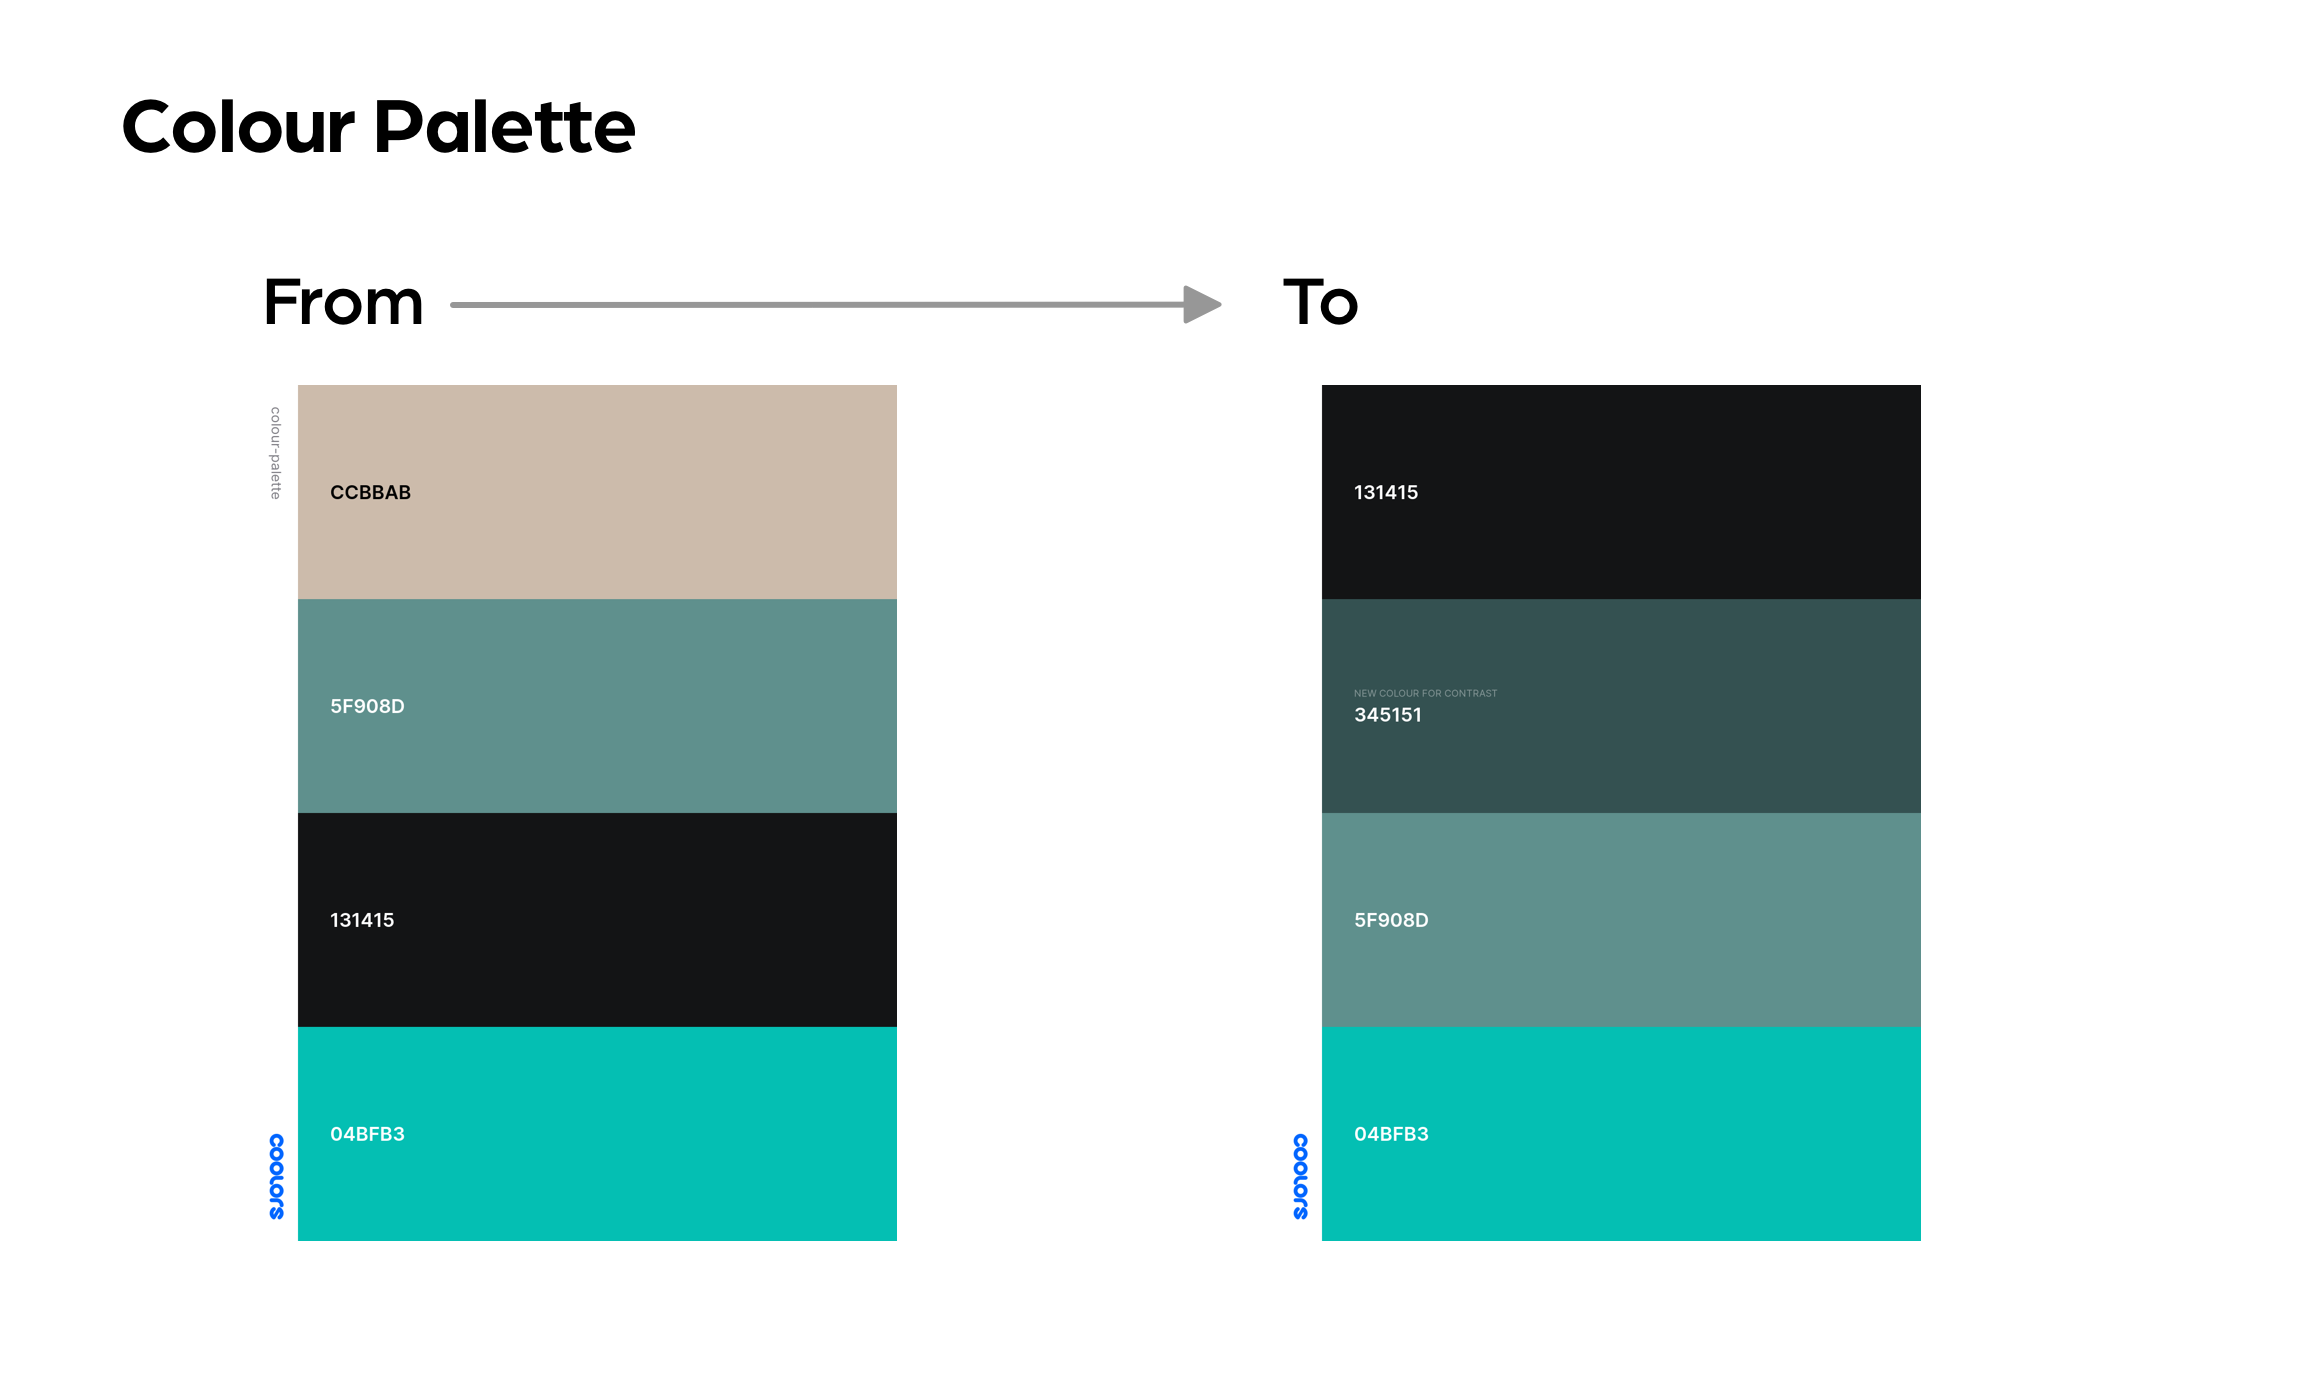 Colour Palette
From
To
colour-palette
CCBBAB
5F908D
131415
04BFB3
coolors
131415
NEW COLOUR FOR CONTRAST
345151
5F908D
04BFB3
coolors